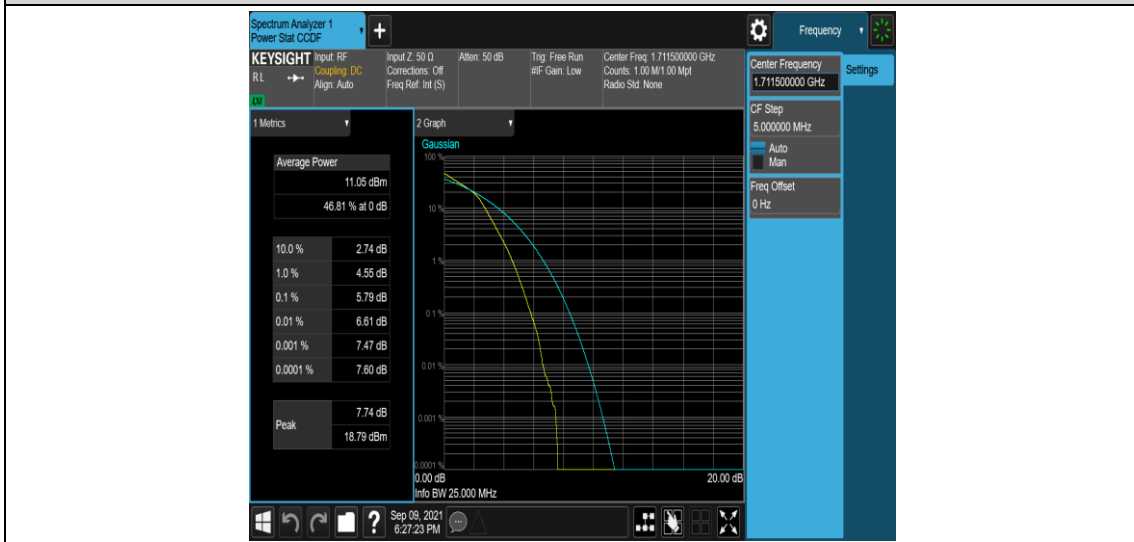 Spectrum Analyzer 1
Power Stat CCDF
+
Frequency
KEYSIGHT
Input: RF
Input Z: 50 Ω
Atten: 50 dB
Trig: Free Run
Center Freq: 1.711500000 GHz
RL
Coupling: DC
Corrections: Off
#IF Gain: Low
Counts: 1.00 M/1.00 Mpt
Align: Auto
Freq Ref: Int (S)
Radio Std: None
LXI
Center Frequency
1.711500000 GHz
Settings
CF Step
5.000000 MHz
Auto
Man
Freq Offset
0 Hz
1 Metrics
Average Power
11.05 dBm
46.81 % at 0 dB
10.0 % 2.74 dB
1.0 % 4.55 dB
0.1 % 5.79 dB
0.01 % 6.61 dB
0.001 % 7.47 dB
0.0001 % 7.60 dB
Peak
7.74 dB
18.79 dBm
2 Graph
Gaussian
100 %
10 %
1 %
0.1 %
0.01 %
0.001 %
0.0001 %
0.00 dB
20.00 dB
Info BW 25.000 MHz
?
Sep 09, 2021
6:27:23 PM